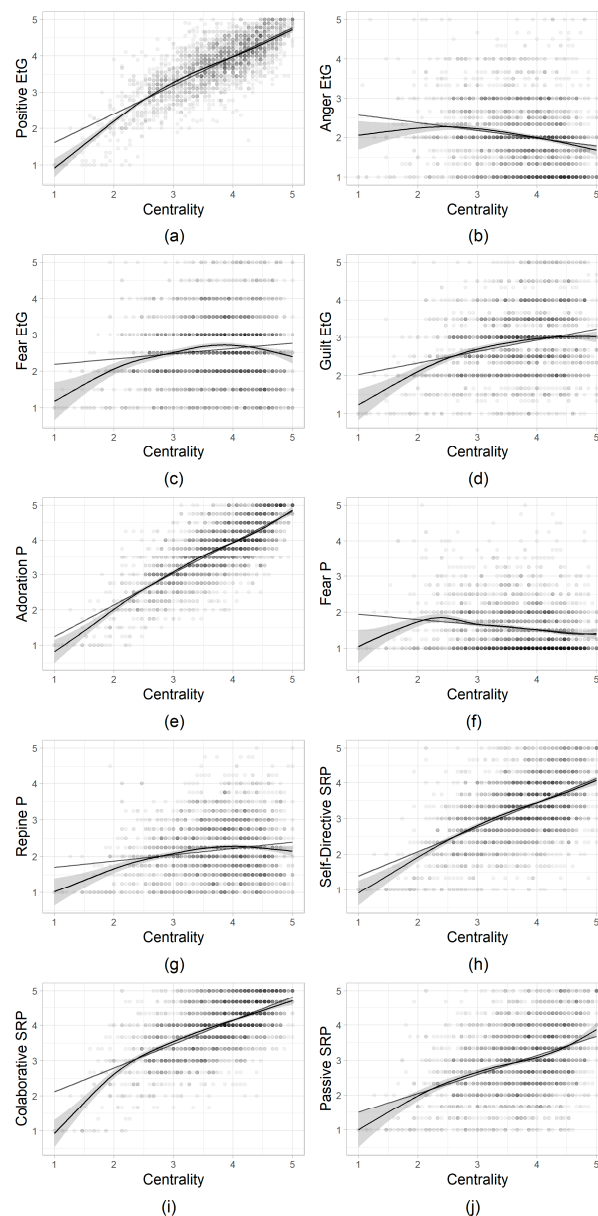 5
4
3
2
1
Positive EtG
1 2 3 4 5
Centrality
(a)
5
4
3
2
1
Anger EtG
1 2 3 4 5
Centrality
(b)
5
4
3
2
1
Fear EtG
1 2 3 4 5
Centrality
(c)
5
4
3
2
1
Guilt EtG
1 2 3 4 5
Centrality
(d)
5
4
3
2
1
Adoration P
1 2 3 4 5
Centrality
(e)
5
4
3
2
1
Fear P
1 2 3 4 5
Centrality
(f)
5
4
3
2
1
Repine P
1 2 3 4 5
Centrality
(g)
5
4
3
2
1
Self-Directive SRP
1 2 3 4 5
Centrality
(h)
5
4
3
2
1
Colaborative SRP
1 2 3 4 5
Centrality
(i)
5
4
3
2
1
Passive SRP
1 2 3 4 5
Centrality
(j)